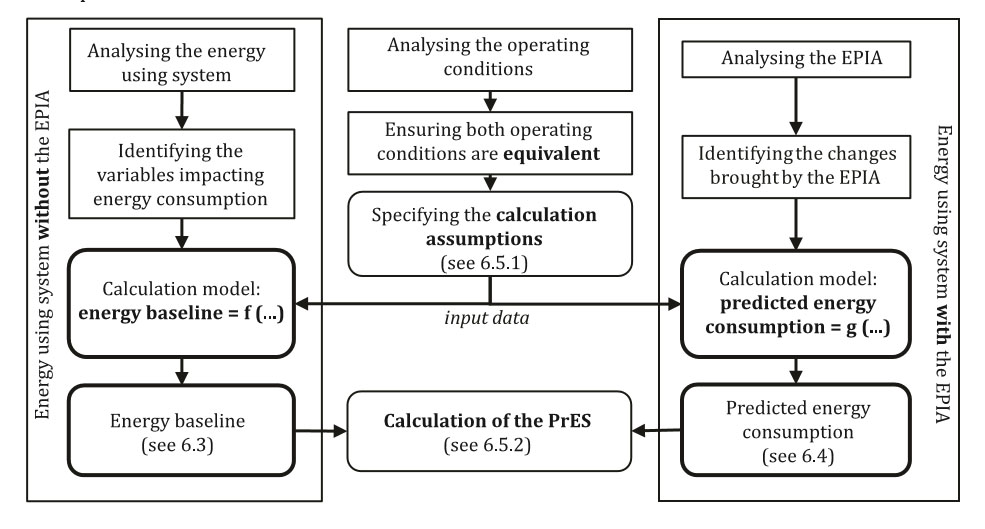 Energy using system without the EPIA
Analysing the energy
using system
Identifying the
variables impacting
energy consumption
Calculation model:
energy baseline = f (...)
Energy baseline
(see 6.3)
Analysing the operating
conditions
Ensuring both operating
conditions are equivalent
Specifying the calculation
assumptions
(see 6.5.1)
input data
Calculation of the PrES
(see 6.5.2)
Analysing the EPIA
Identifying the changes
brought by the EPIA
Calculation model:
predicted energy
consumption = g (...)
Predicted energy
consumption
(see 6.4)
Energy using system with the EPIA